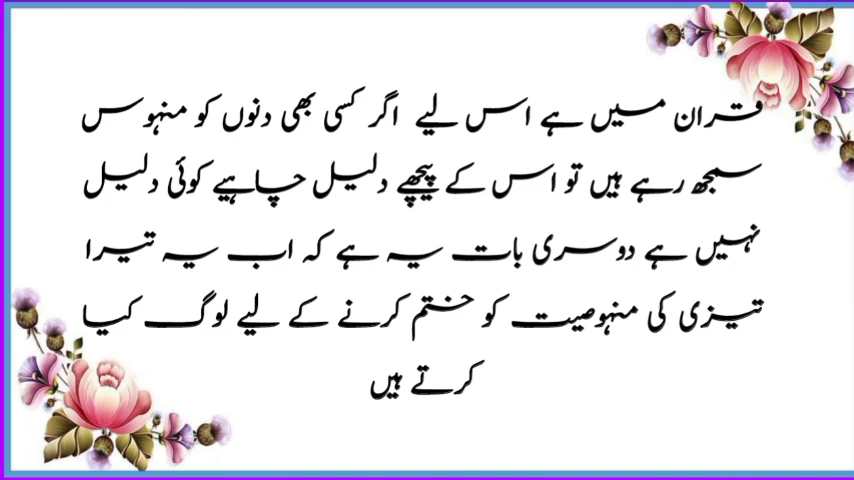 قران میں ہے اس لیے اگر کسی بھی دنوں کو منہوس
سمجھ رہے ہیں تو اس کے پیچھے دلیل چاہیے کوئی دلیل
نہیں ہے دوسری بات یہ ہے کہ اب یہ تیرا
تیزی کی منہوصیت کو ختم کرنے کے لیے لوگ کیا
کرتے ہیں